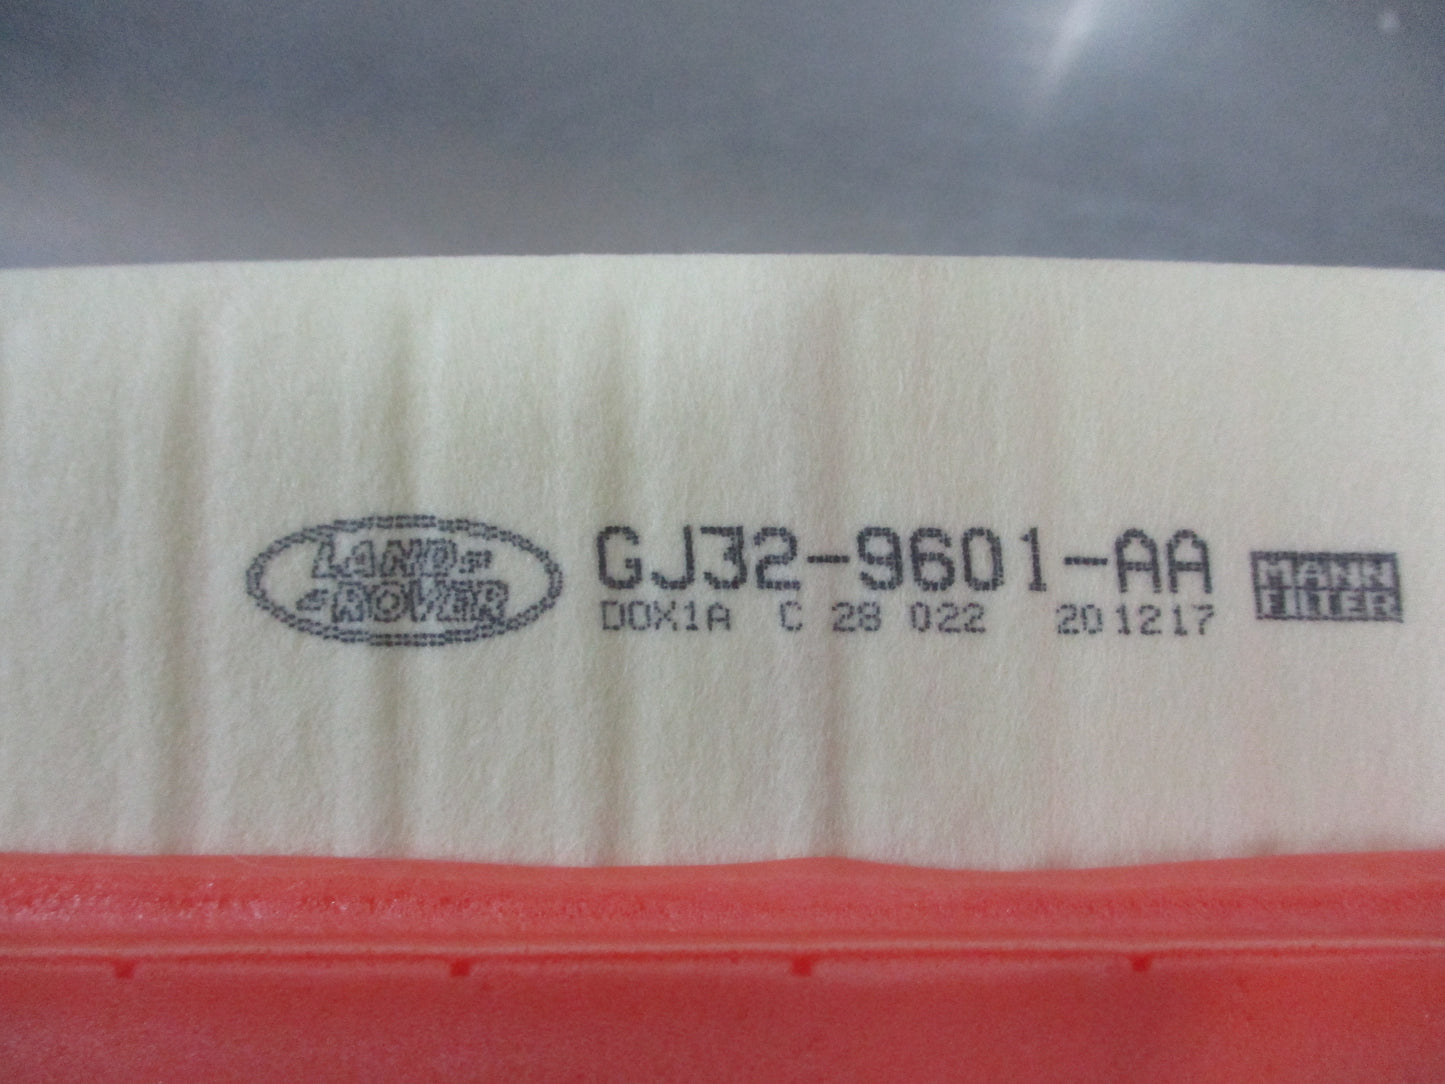 LAND
ROVER
GJ32-9601-AA
DOX1A C 28 022 201217
MANN
FILTER